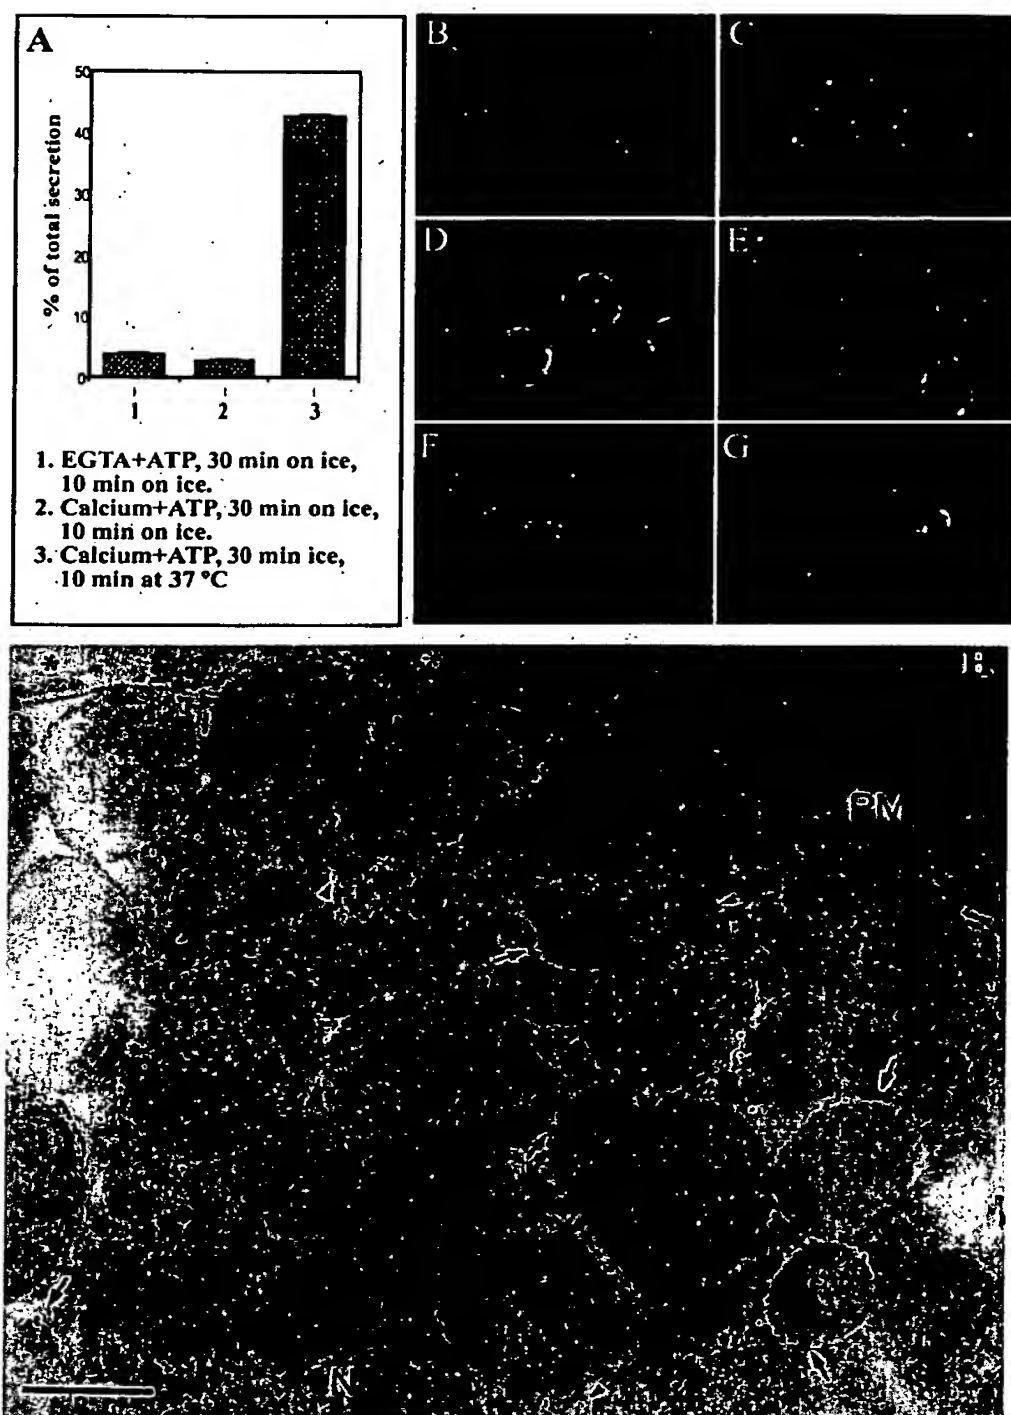 A
50
40
30
20
10
0
% of total secretion
1 2 3
1. EGTA+ATP, 30 min on ice,
10 min on ice.
2. Calcium+ATP, 30 min on ice,
10 min on ice.
3. Calcium+ATP, 30 min ice,
10 min at 37 °C
B
C
D
E
F
G
*
PM
N